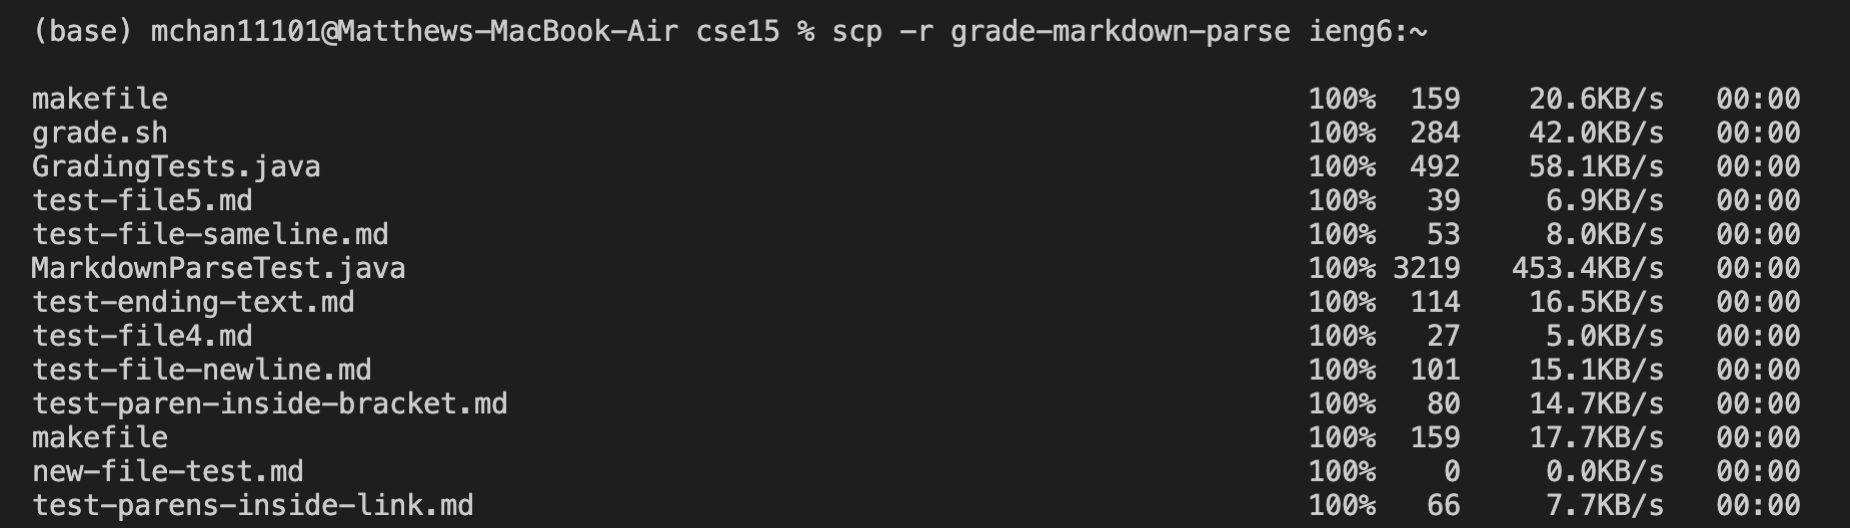 (base) mchan11101@Matthews-MacBook-Air cse15 % scp -r grade-markdown-parse ieng6:~
makefile 100% 159 20.6KB/s 00:00
grade.sh 100% 284 42.0KB/s 00:00
GradingTests.java 100% 492 58.1KB/s 00:00
test-file5.md 100% 39 6.9KB/s 00:00
test-file-sameline.md 100% 53 8.0KB/s 00:00
MarkdownParseTest.java 100% 3219 453.4KB/s 00:00
test-ending-text.md 100% 114 16.5KB/s 00:00
test-file4.md 100% 27 5.0KB/s 00:00
test-file-newline.md 100% 101 15.1KB/s 00:00
test-paren-inside-bracket.md 100% 80 14.7KB/s 00:00
makefile 100% 159 17.7KB/s 00:00
new-file-test.md 100% 0 0.0KB/s 00:00
test-parens-inside-link.md 100% 66 7.7KB/s 00:00